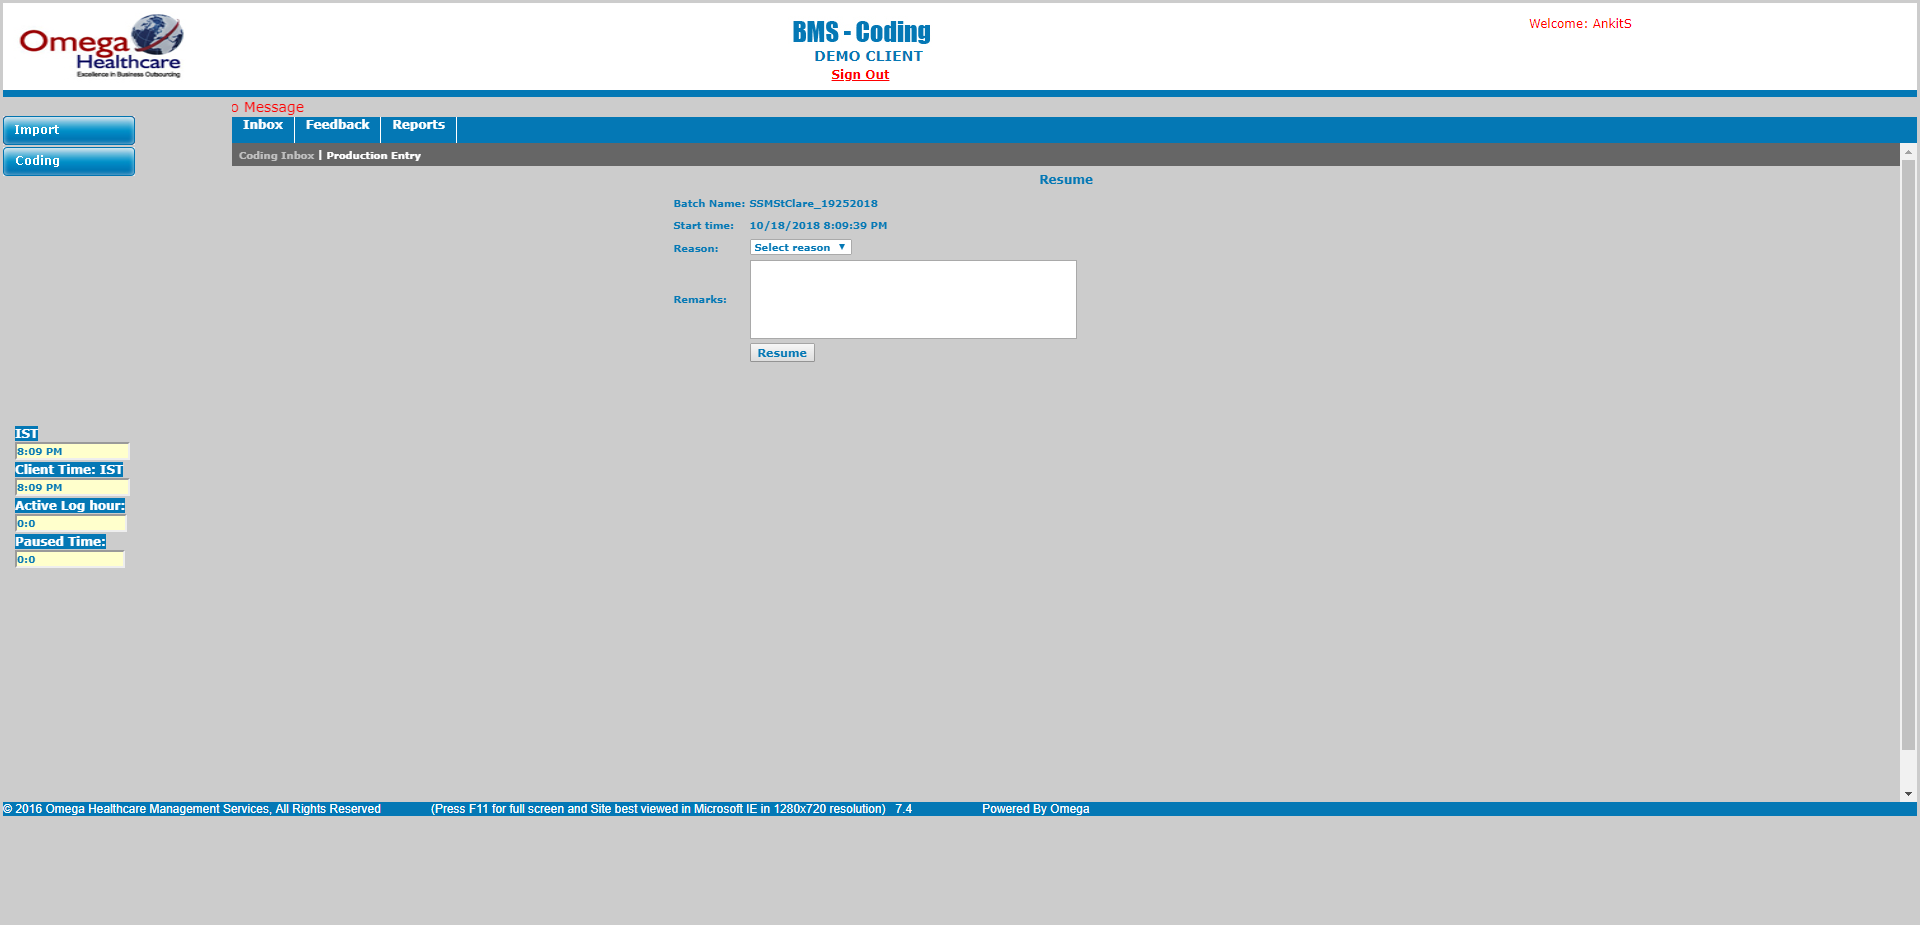 Omega
Healthcare
Excellence in Business Outsourcing
BMS - Coding
DEMO CLIENT
Sign Out
Welcome: AnkitS
o Message
Import
Coding
Inbox Feedback Reports
Coding Inbox | Production Entry
Resume
Batch Name: SSMStClare_19252018
Start time: 10/18/2018 8:09:39 PM
Reason: Select reason
Remarks:
Resume
IST
8:09 PM
Client Time: IST
8:09 PM
Active Log hour:
0:0
Paused Time:
0:0
© 2016 Omega Healthcare Management Services, All Rights Reserved (Press F11 for full screen and Site best viewed in Microsoft IE in 1280x720 resolution) 7.4 Powered By Omega